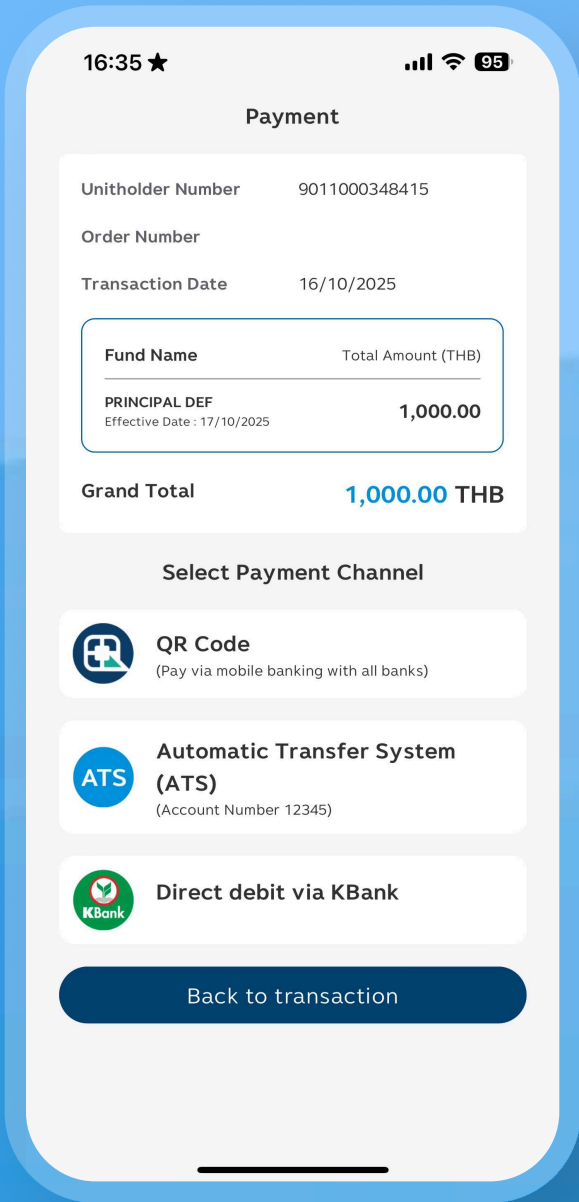 16:35 ★ 95
Payment
Unitholder Number 9011000348415
Order Number
Transaction Date 16/10/2025
Fund Name Total Amount (THB)
PRINCIPAL DEF
Effective Date : 17/10/2025 1,000.00
Grand Total 1,000.00 THB
Select Payment Channel
QR Code
(Pay via mobile banking with all banks)
ATS
Automatic Transfer System
(ATS)
(Account Number 12345)
KBank
Direct debit via KBank
Back to transaction